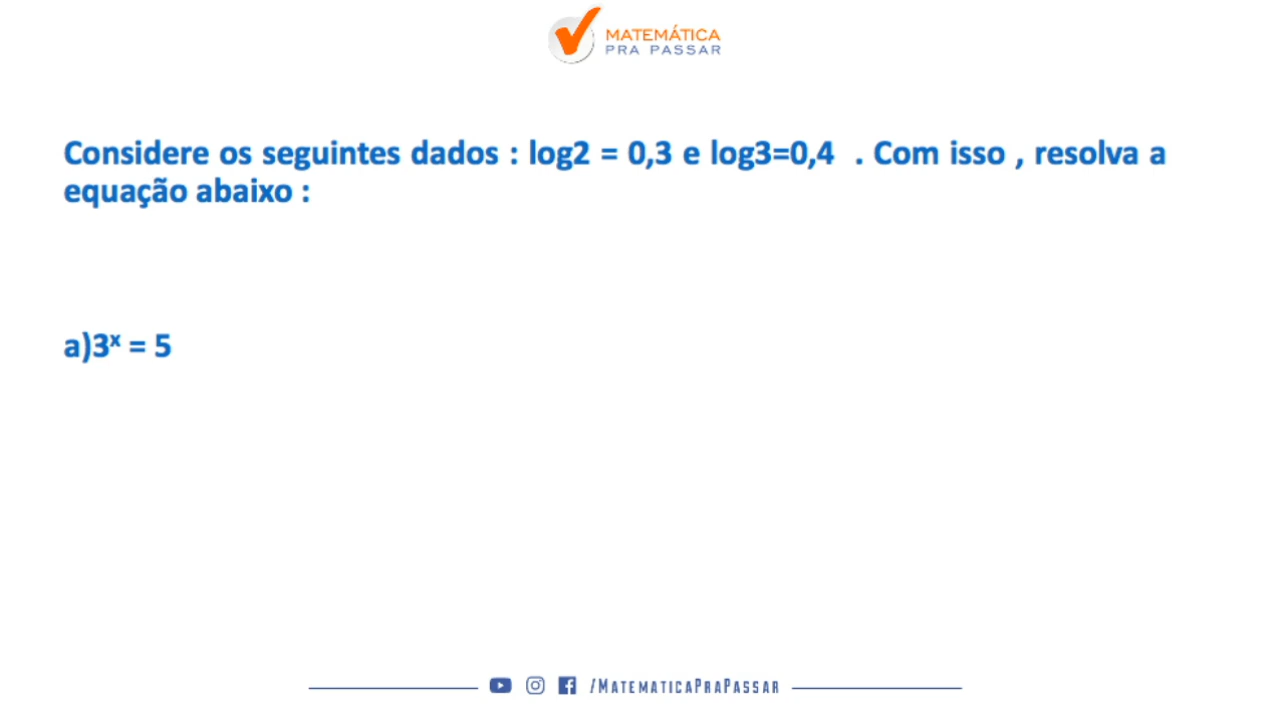 MATEMÁTICA
PRA PASSAR
Considere os seguintes dados : log2 = 0,3 e log3=0,4 . Com isso , resolva a
equação abaixo :
a)3ˣ = 5
/MATEMATICAPRAPASSAR